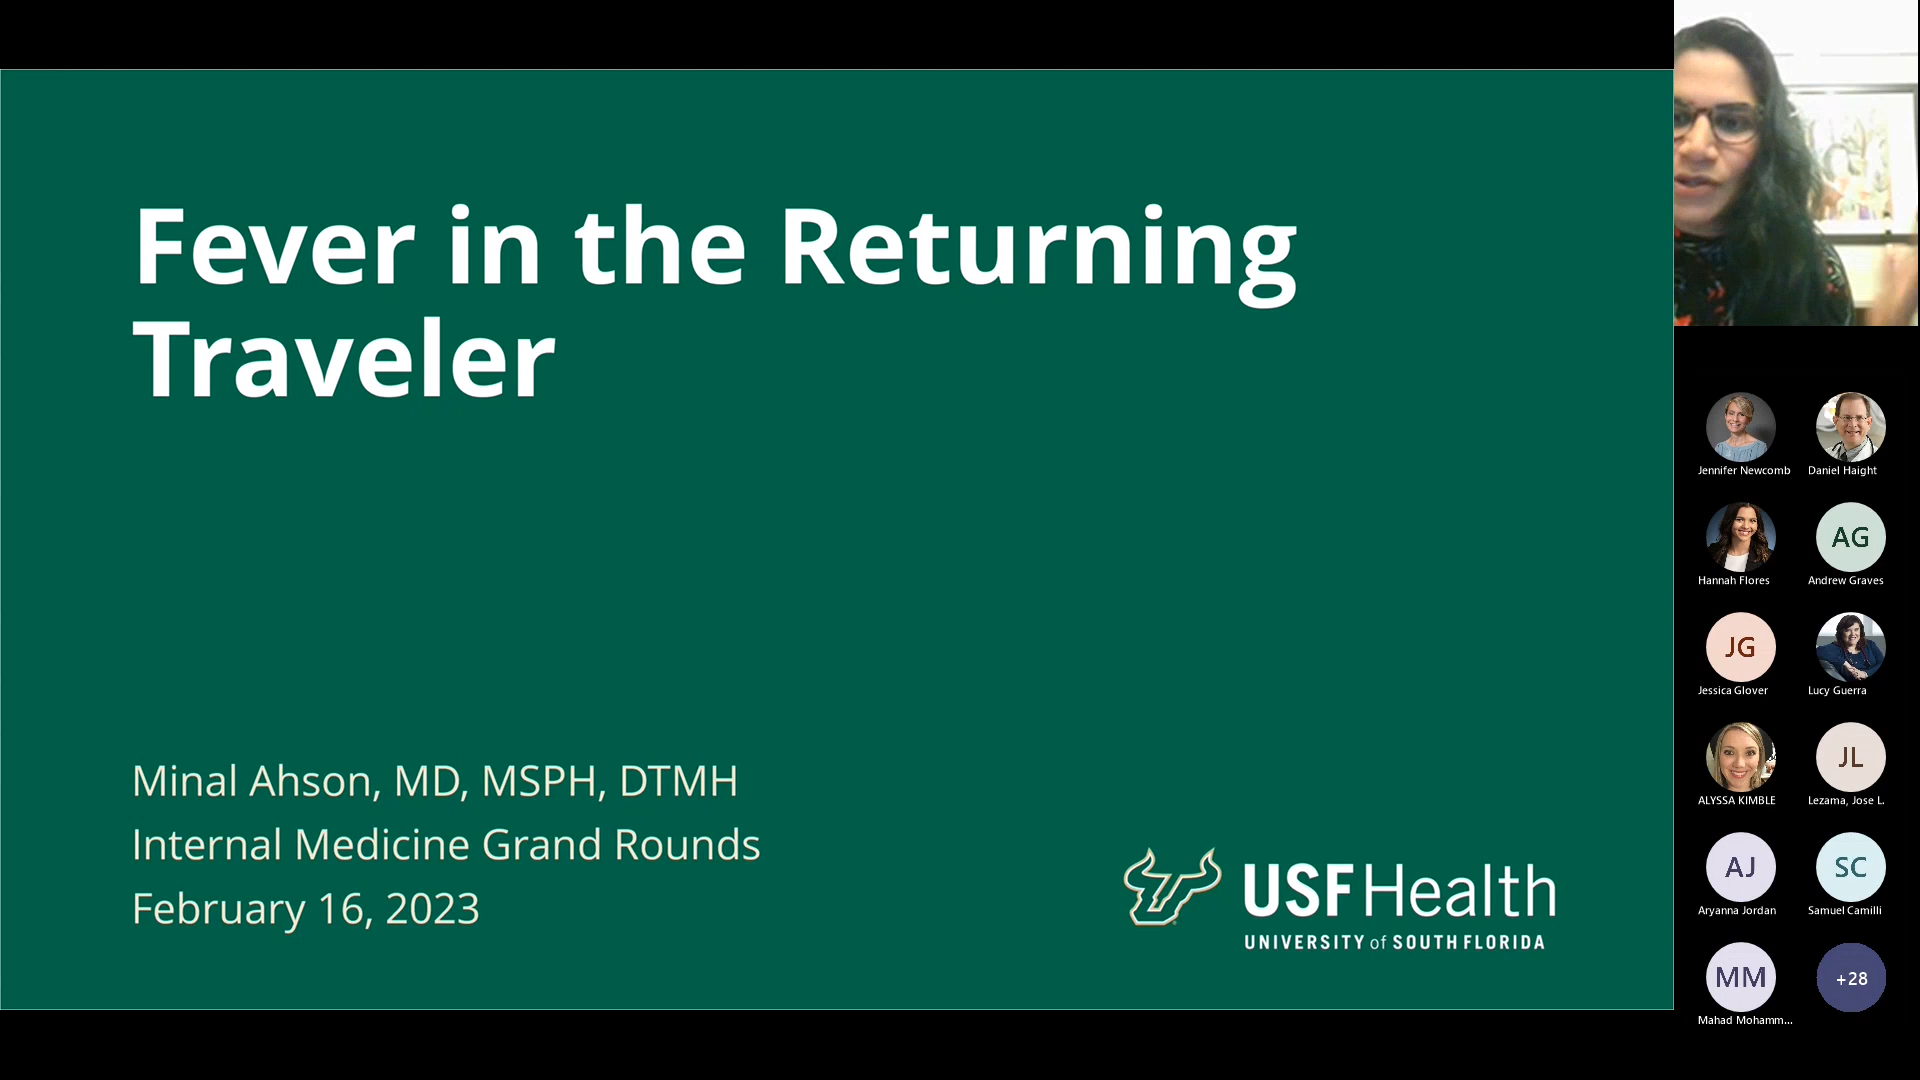 Fever in the Returning
Traveler
Minal Ahson, MD, MSPH, DTMH
Internal Medicine Grand Rounds
February 16, 2023
USF Health
UNIVERSITY of SOUTH FLORIDA
Jennifer Newcomb
Daniel Haight
AG
Hannah Flores
Andrew Graves
JG
Jessica Glover
Lucy Guerra
JL
ALYSSA KIMBLE
Lezama, Jose L.
AJ
SC
Aryanna Jordan
Samuel Camilli
MM
+28
Mahad Mohamm...